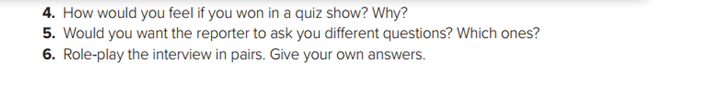 4. How would you feel if you won in a quiz show? Why?
5. Would you want the reporter to ask you different questions? Which ones?
6. Role-play the interview in pairs. Give your own answers.